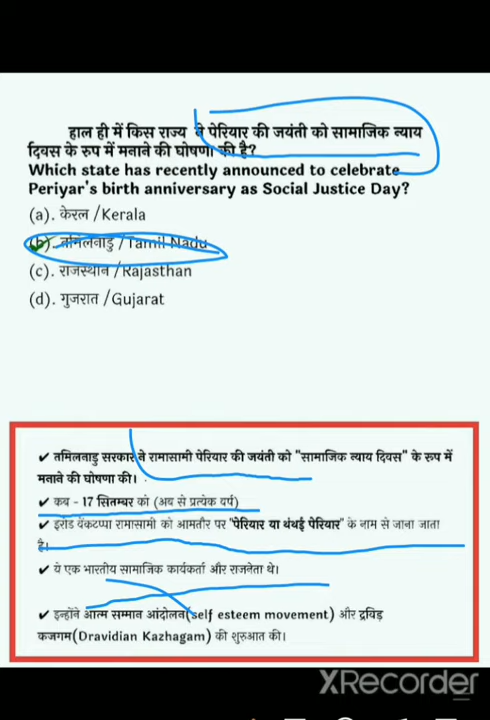 हाल ही में किस राज्य ने पेरियार की जयंती को सामाजिक न्याय
दिवस के रुप में मनाने की घोषणा की है?
Which state has recently announced to celebrate
Periyar's birth anniversary as Social Justice Day?
(a). केरल /Kerala
(b). तमिलनाडु /Tamil Nadu
(c). राजस्थान /Rajasthan
(d). गुजरात /Gujarat
✔ तमिलनाडु सरकार ने रामासामी पेरियार की जयंती को "सामाजिक न्याय दिवस" के रुप में
मनाने की घोषणा की।
✔ कब - 17 सितम्बर को (अब से प्रत्येक वर्ष)
✔ इरोड वेंकटप्पा रामासामी को आमतौर पर "पेरियार या थंथई पेरियार" के नाम से जाना जाता
है।
✔ ये एक भारतीय सामाजिक कार्यकर्ता और राजनेता थे।
✔ इन्होंने आत्म सम्मान आंदोलन(self esteem movement) और द्रविड़
कजगम(Dravidian Kazhagam) की शुरुआत की।
XRecorder